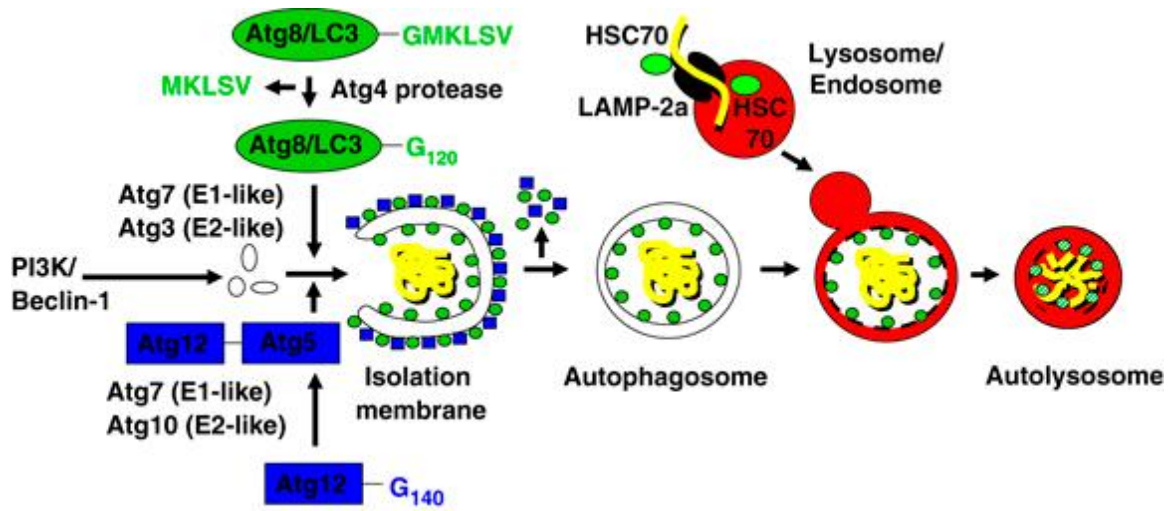 Atg8/LC3
GMKLSV
MKLSV
Atg4 protease
Atg8/LC3
G120
Atg7 (E1-like)
Atg3 (E2-like)
PI3K/
Beclin-1
Atg12
Atg5
Atg7 (E1-like)
Atg10 (E2-like)
Atg12
G140
Isolation
membrane
HSC70
LAMP-2a
HSC
70
Lysosome/
Endosome
Autophagosome
Autolysosome